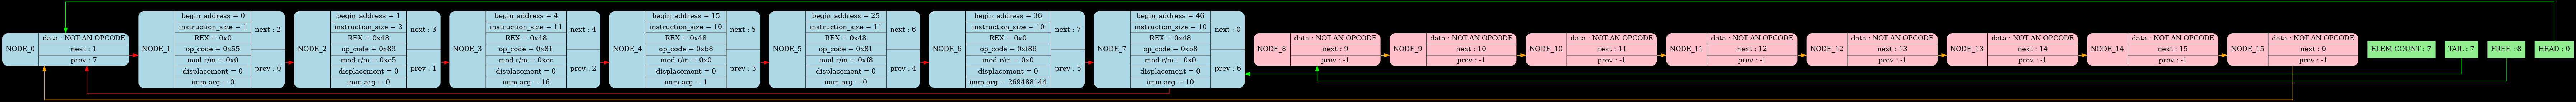 NODE_0
data : NOT AN OPCODE
next : 1
prev : 7
NODE_1
begin_address = 0
instruction_size = 1
REX = 0x0
op_code = 0x55
mod r/m = 0x0
displacement = 0
imm arg = 0
next : 2
prev : 0
NODE_2
begin_address = 1
instruction_size = 3
REX = 0x48
op_code = 0x89
mod r/m = 0xe5
displacement = 0
imm arg = 0
next : 3
prev : 1
NODE_3
begin_address = 4
instruction_size = 11
REX = 0x48
op_code = 0x81
mod r/m = 0xec
displacement = 0
imm arg = 16
next : 4
prev : 2
NODE_4
begin_address = 15
instruction_size = 10
REX = 0x48
op_code = 0xb8
mod r/m = 0x0
displacement = 0
imm arg = 1
next : 5
prev : 3
NODE_5
begin_address = 25
instruction_size = 11
REX = 0x48
op_code = 0x81
mod r/m = 0xf8
displacement = 0
imm arg = 0
next : 6
prev : 4
NODE_6
begin_address = 36
instruction_size = 10
REX = 0x0
op_code = 0xf86
mod r/m = 0x0
displacement = 0
imm arg = 269488144
next : 7
prev : 5
NODE_7
begin_address = 46
instruction_size = 10
REX = 0x48
op_code = 0xb8
mod r/m = 0x0
displacement = 0
imm arg = 10
next : 0
prev : 6
NODE_8
data : NOT AN OPCODE
next : 9
prev : -1
NODE_9
data : NOT AN OPCODE
next : 10
prev : -1
NODE_10
data : NOT AN OPCODE
next : 11
prev : -1
NODE_11
data : NOT AN OPCODE
next : 12
prev : -1
NODE_12
data : NOT AN OPCODE
next : 13
prev : -1
NODE_13
data : NOT AN OPCODE
next : 14
prev : -1
NODE_14
data : NOT AN OPCODE
next : 15
prev : -1
NODE_15
data : NOT AN OPCODE
next : 0
prev : -1
ELEM COUNT : 7
TAIL : 7
FREE : 8
HEAD : 0